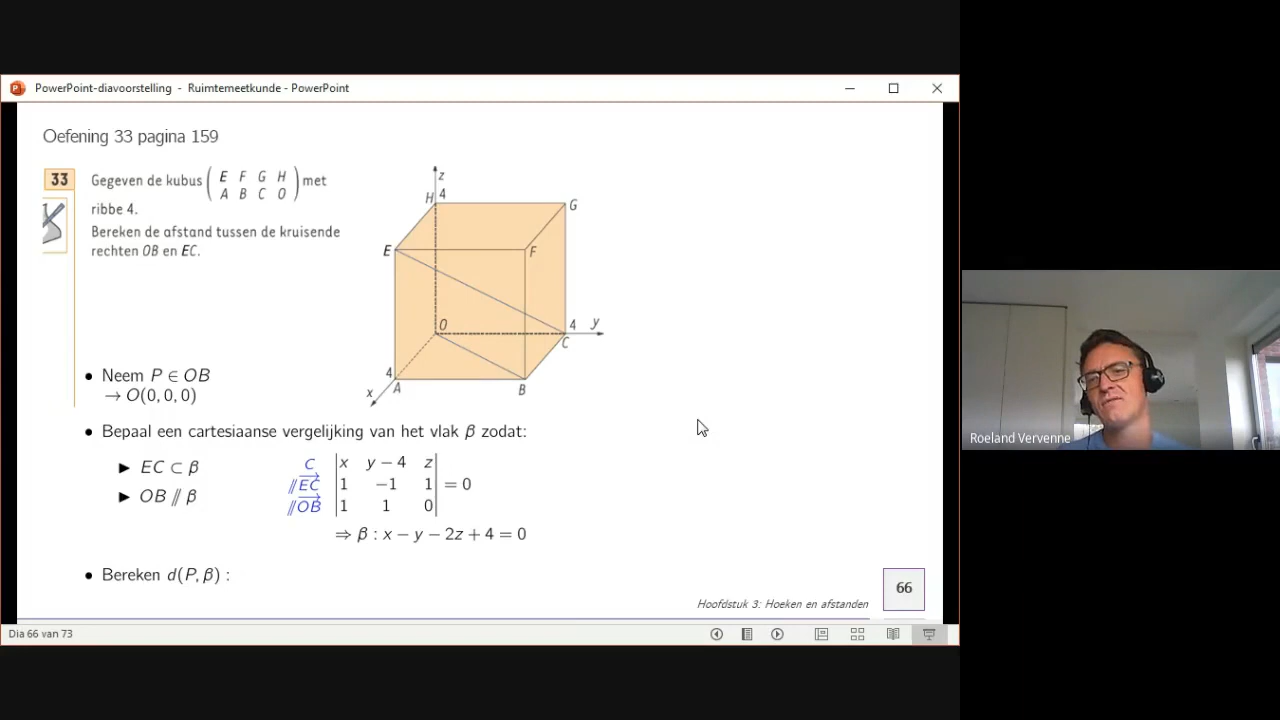 PowerPoint-diavoorstelling - Ruimtemeetkunde - PowerPoint
Oefening 33 pagina 159
33
Gegeven de kubus ( E F G H ) met
A B C O
ribbe 4.
Bereken de afstand tussen de kruisende
rechten OB en EC.
z
H 4
G
E
F
O
4 y
C
4
x A
B
• Neem P ∈ OB
→ O(0, 0, 0)
• Bepaal een cartesiaanse vergelijking van het vlak β zodat:
▶ EC ⊂ β
▶ OB ∥ β
C | x y − 4 z |
∥EC | 1 −1 1 | = 0
∥OB | 1 1 0 |
⇒ β : x − y − 2z + 4 = 0
• Bereken d(P, β) :
66
Hoofdstuk 3: Hoeken en afstanden
Dia 66 van 73
Roeland Vervenne